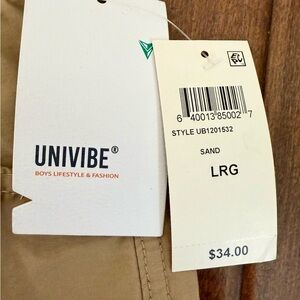 UNIVIBE®
BOYS LIFESTYLE & FASHION
6 40013 85002 7
STYLE UB1201532
SAND
LRG
$34.00